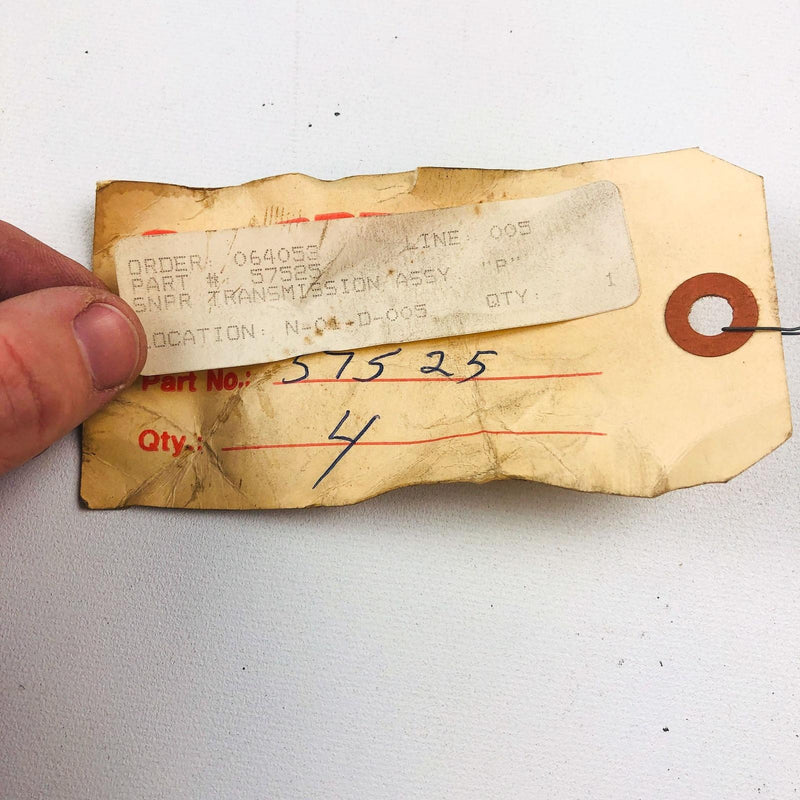 ORDER: 064053 LINE: 005
PART #: 57525
SNPR TRANSMISSION ASSY "P"
LOCATION: N-01-D-005 QTY: 1
Part No.: 57525
Qty.: 4